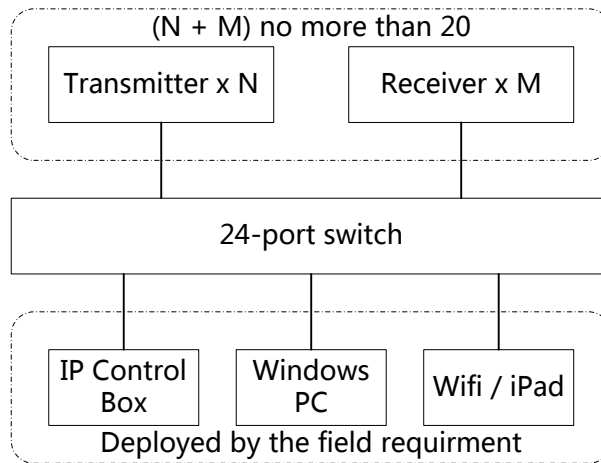 (N + M) no more than 20
Transmitter x N
Receiver x M
24-port switch
IP Control
Box
Windows
PC
Wifi / iPad
Deployed by the field requirment